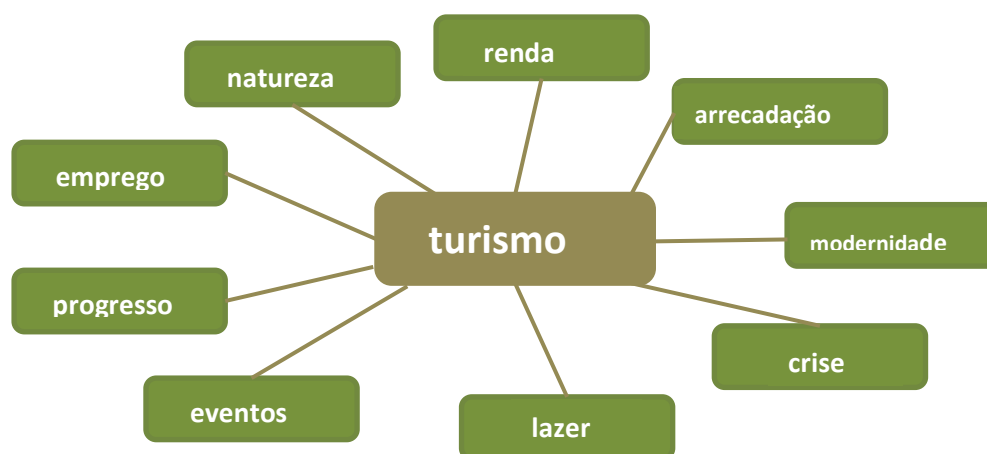 renda
natureza
arrecadação
emprego
turismo
modernidade
progresso
crise
eventos
lazer